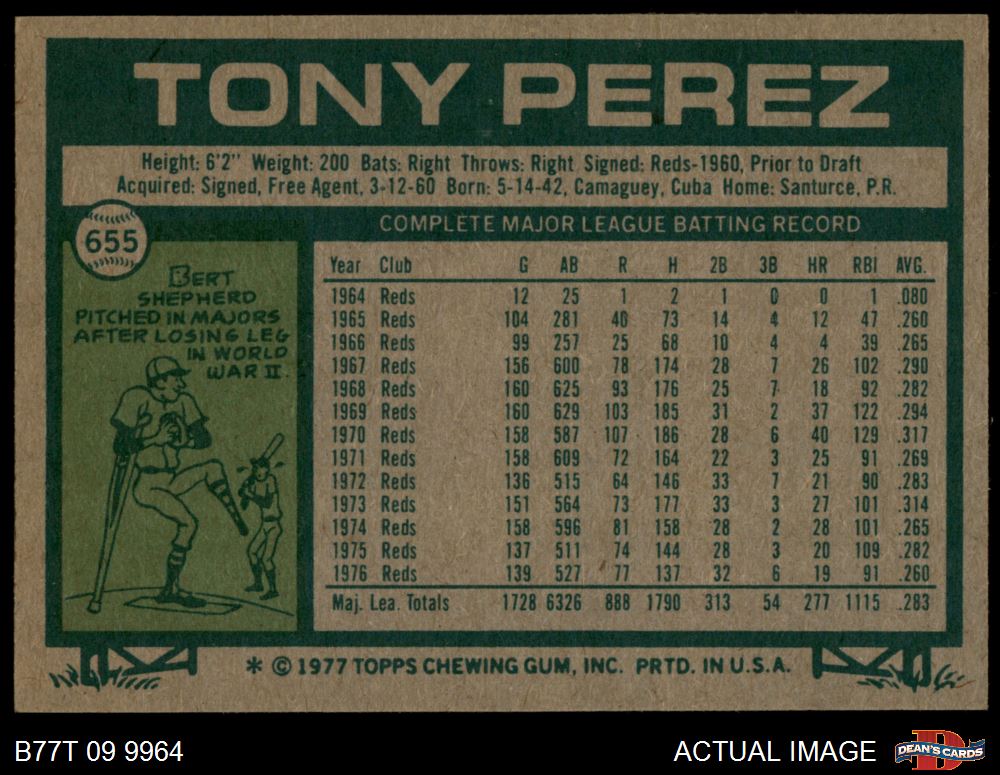 TONY PEREZ
Height: 6'2" Weight: 200 Bats: Right Throws: Right Signed: Reds-1960, Prior to Draft
Acquired: Signed, Free Agent, 3-12-60 Born: 5-14-42, Camaguey, Cuba Home: Santurce, P.R.
655
BERT
SHEPHERD
PITCHED IN MAJORS
AFTER LOSING LEG
IN WORLD
WAR II.
COMPLETE MAJOR LEAGUE BATTING RECORD
Year Club G AB R H 2B 3B HR RBI AVG.
1964 Reds 12 25 1 2 1 0 0 1 .080
1965 Reds 104 281 40 73 14 4 12 47 .260
1966 Reds 99 257 25 68 10 4 4 39 .265
1967 Reds 156 600 78 174 28 7 26 102 .290
1968 Reds 160 625 93 176 25 7 18 92 .282
1969 Reds 160 629 103 185 31 2 37 122 .294
1970 Reds 158 587 107 186 28 6 40 129 .317
1971 Reds 158 609 72 164 22 3 25 91 .269
1972 Reds 136 515 64 146 33 7 21 90 .283
1973 Reds 151 564 73 177 33 3 27 101 .314
1974 Reds 158 596 81 158 28 2 28 101 .265
1975 Reds 137 511 74 144 28 3 20 109 .282
1976 Reds 139 527 77 137 32 6 19 91 .260
Maj. Lea. Totals 1728 6326 888 1790 313 54 277 1115 .283
* © 1977 TOPPS CHEWING GUM, INC. PRTD. IN U.S.A.
B77T 09 9964
ACTUAL IMAGE
D
DEAN'S CARDS